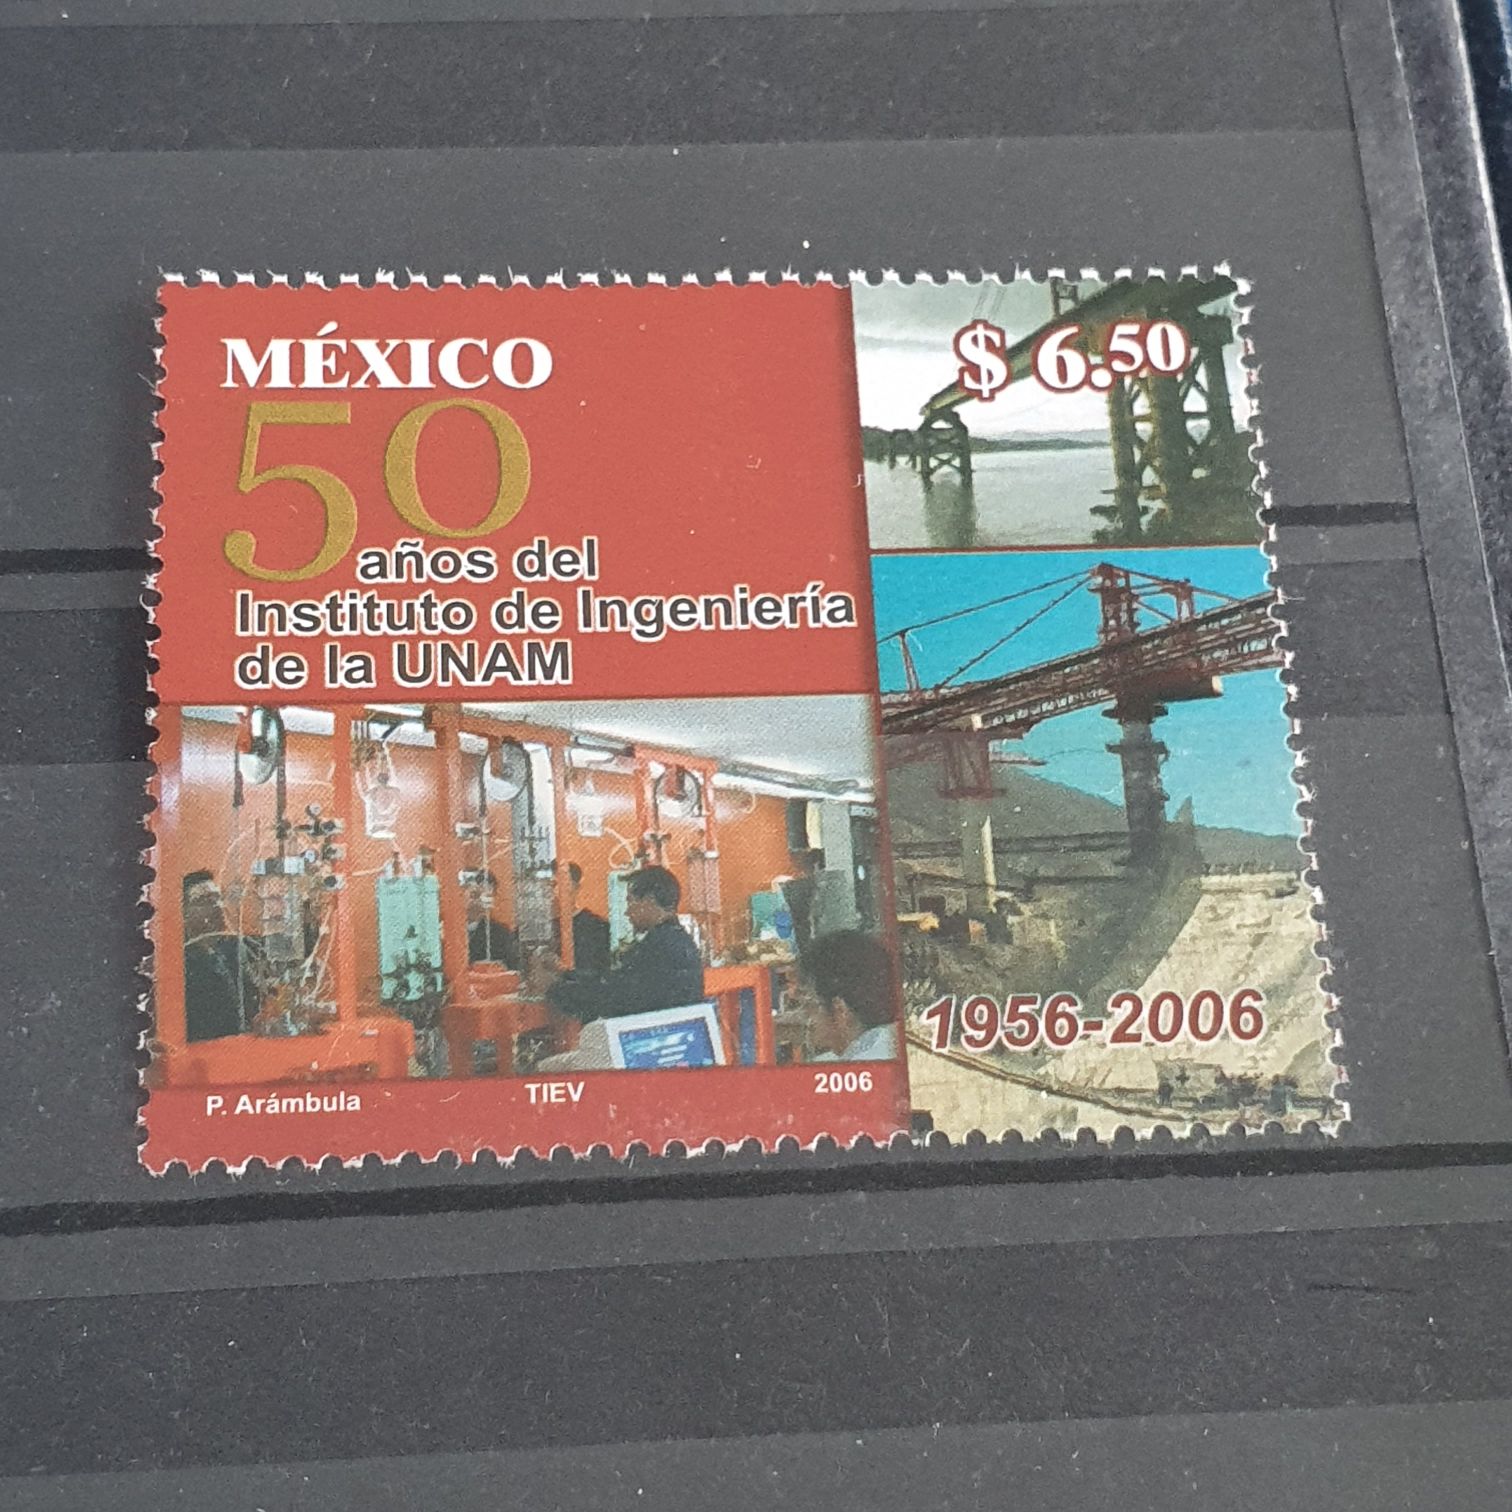 MÉXICO
$ 6.50
50
años del
Instituto de Ingeniería
de la UNAM
1956-2006
P. Arámbula TIEV 2006